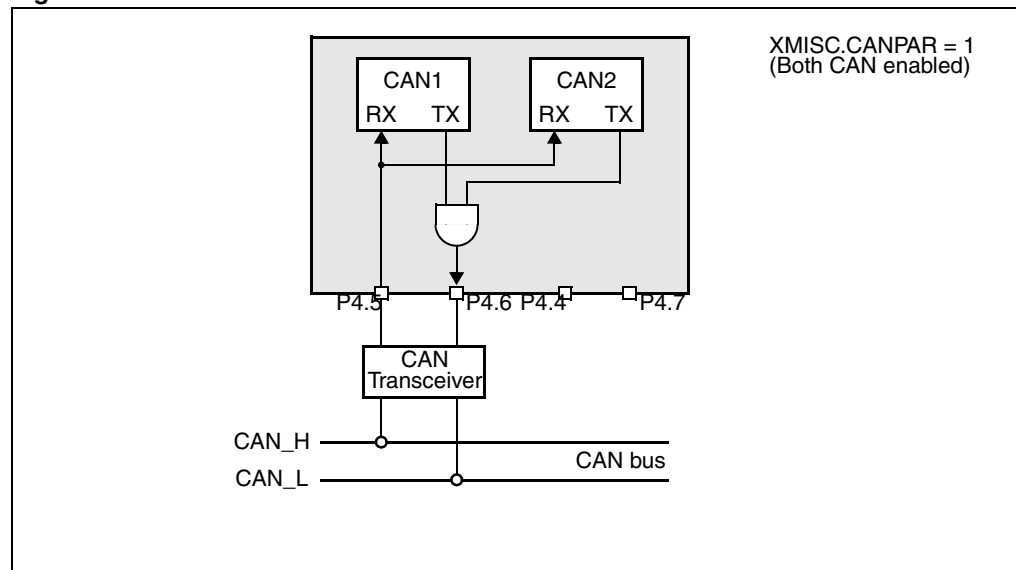 XMISC.CANPAR = 1
(Both CAN enabled)
CAN1
RX TX
CAN2
RX TX
P4.5
P4.6
P4.4
P4.7
CAN
Transceiver
CAN_H
CAN bus
CAN_L